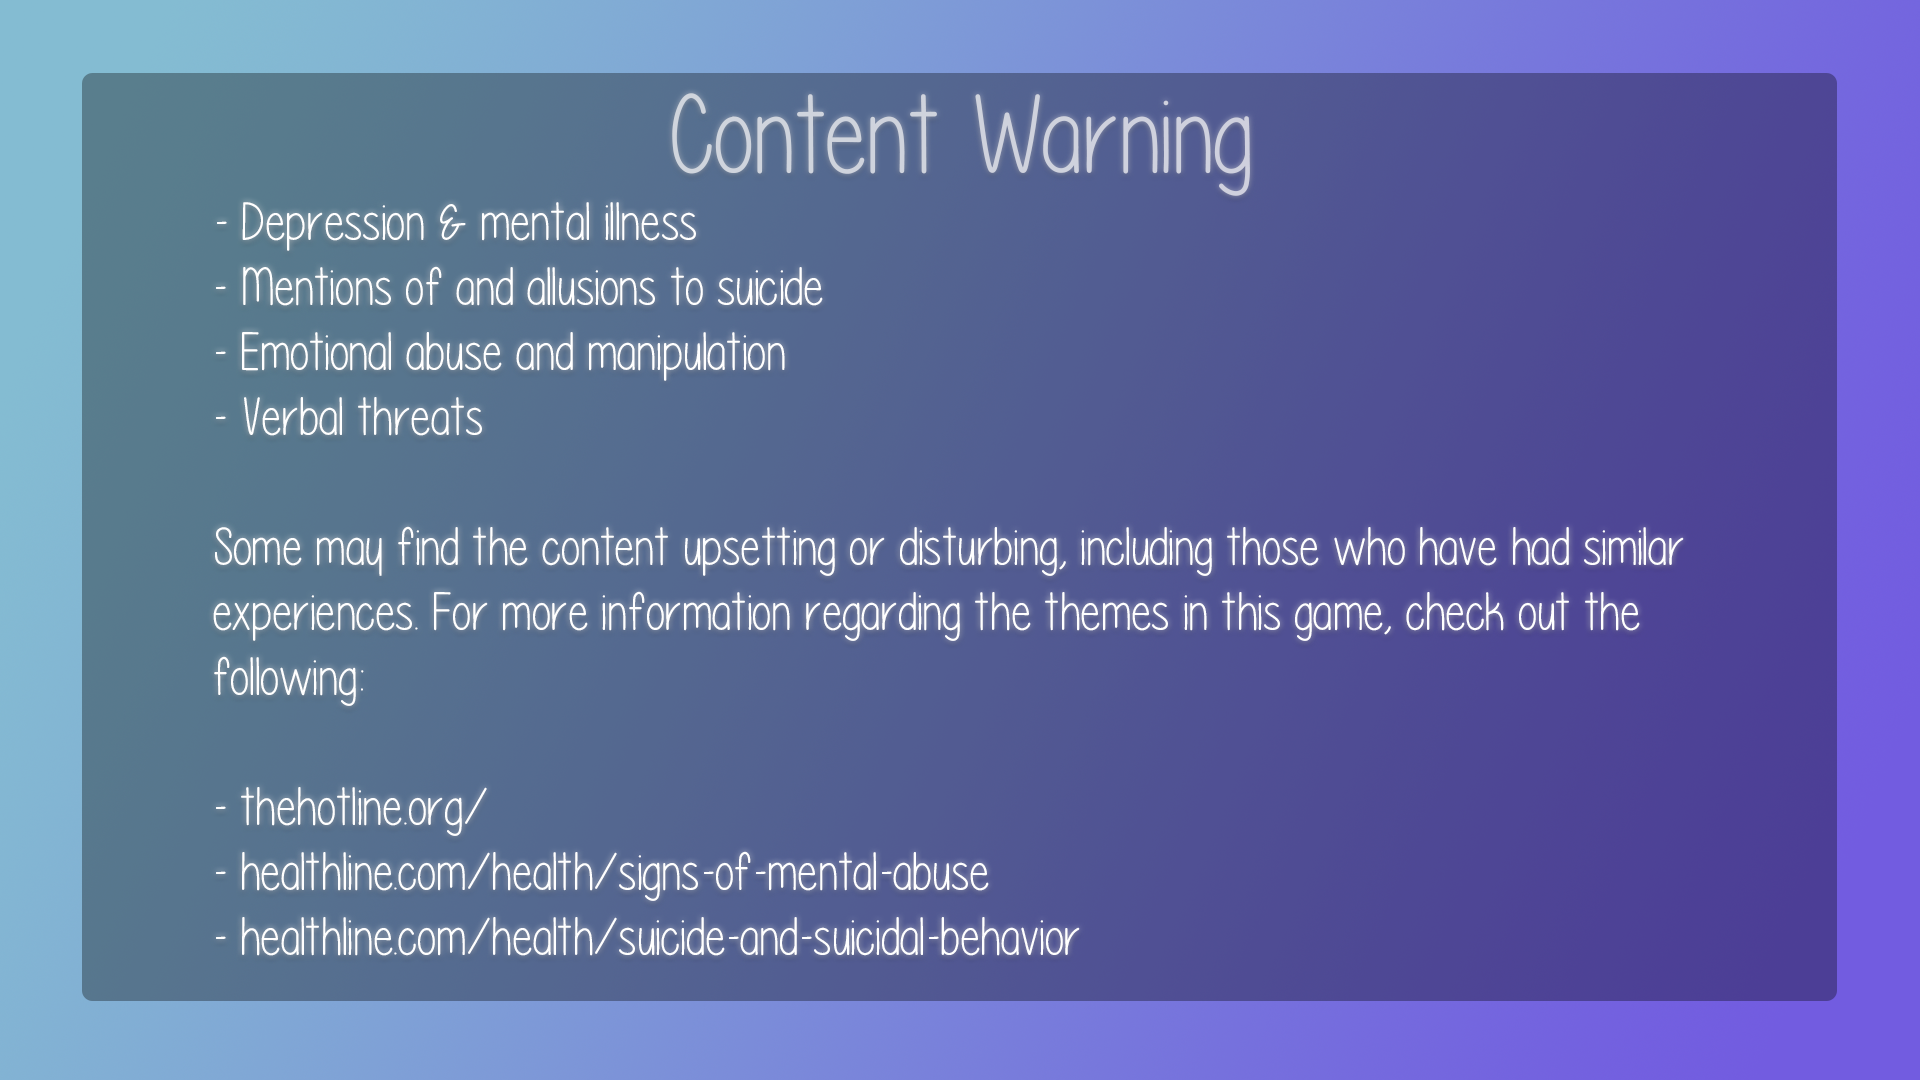 Content Warning
- Depression & mental illness
- Mentions of and allusions to suicide
- Emotional abuse and manipulation
- Verbal threats
Some may find the content upsetting or disturbing, including those who have had similar
experiences. For more information regarding the themes in this game, check out the
following:
- thehotline.org/
- healthline.com/health/signs-of-mental-abuse
- healthline.com/health/suicide-and-suicidal-behavior